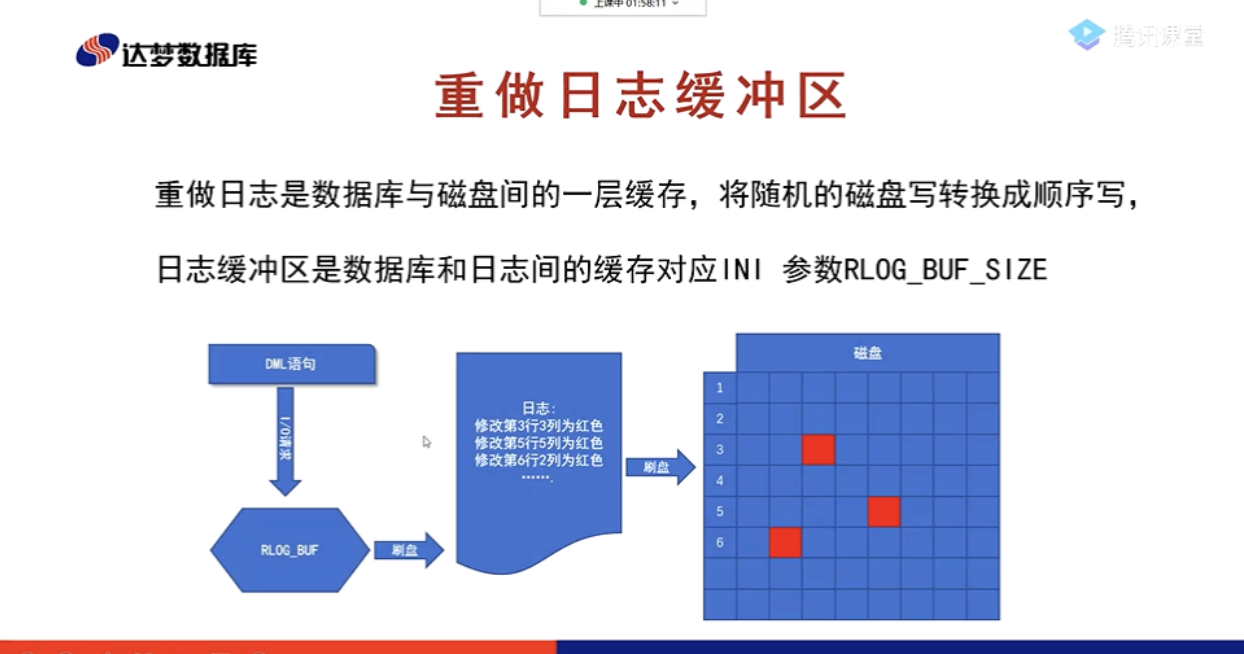 上课中 01:58:11
达梦数据库
腾讯课堂
重做日志缓冲区
重做日志是数据库与磁盘间的一层缓存，将随机的磁盘写转换成顺序写，
日志缓冲区是数据库和日志间的缓存对应INI 参数RLOG_BUF_SIZE
DML语句
I/O请求
RLOG_BUF
刷盘
日志：
修改第3行3列为红色
修改第5行5列为红色
修改第6行2列为红色
…….
刷盘
磁盘
1
2
3
4
5
6